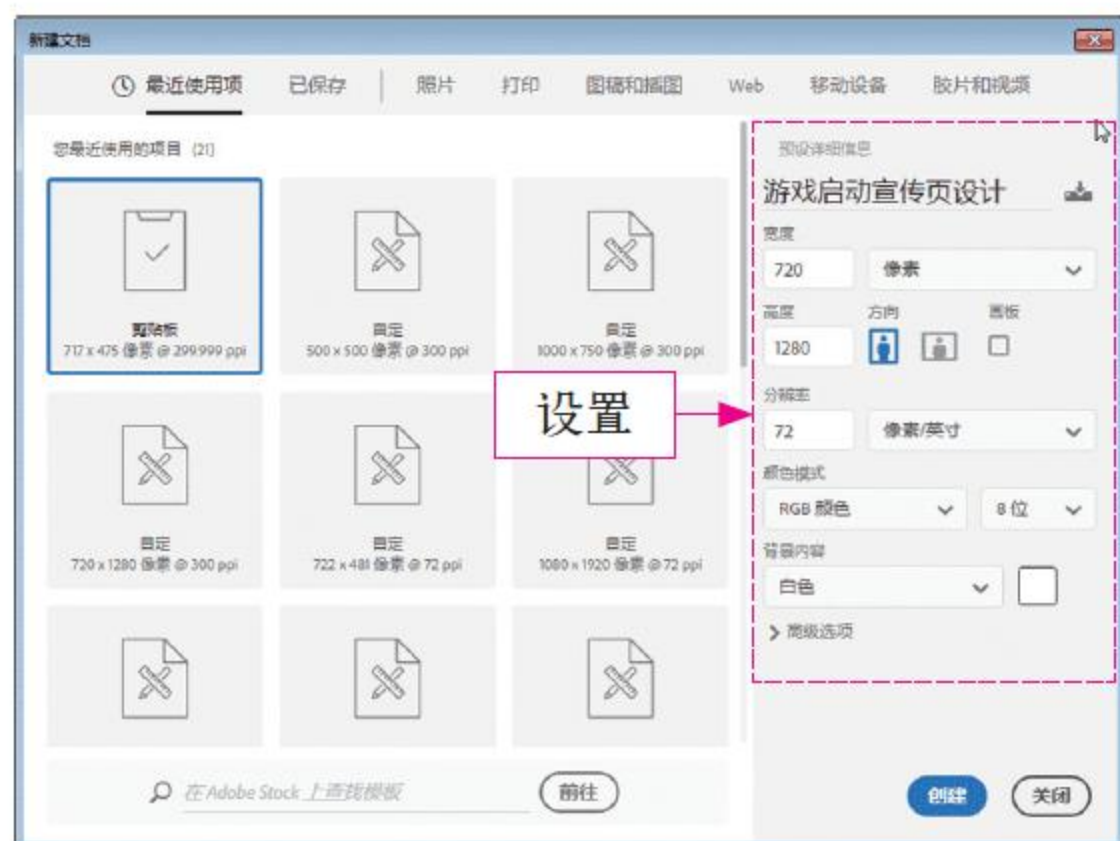 新建文档
最近使用项 已保存 照片 打印 图稿和插图 Web 移动设备 胶片和视频
您最近使用的项目 (21)
剪贴板
717 x 475 像素 @ 299.999 ppi
自定
500 x 500 像素 @ 300 ppi
自定
1000 x 750 像素 @ 300 ppi
自定
720 x 1280 像素 @ 300 ppi
自定
722 x 481 像素 @ 72 ppi
自定
1080 x 1920 像素 @ 72 ppi
在 Adobe Stock 上查找模板
前往
设置
预设详细信息
游戏启动宣传页设计
宽度
720 像素
高度 方向 画板
1280
分辨率
72 像素/英寸
颜色模式
RGB 颜色 8 位
背景内容
白色
高级选项
创建 关闭